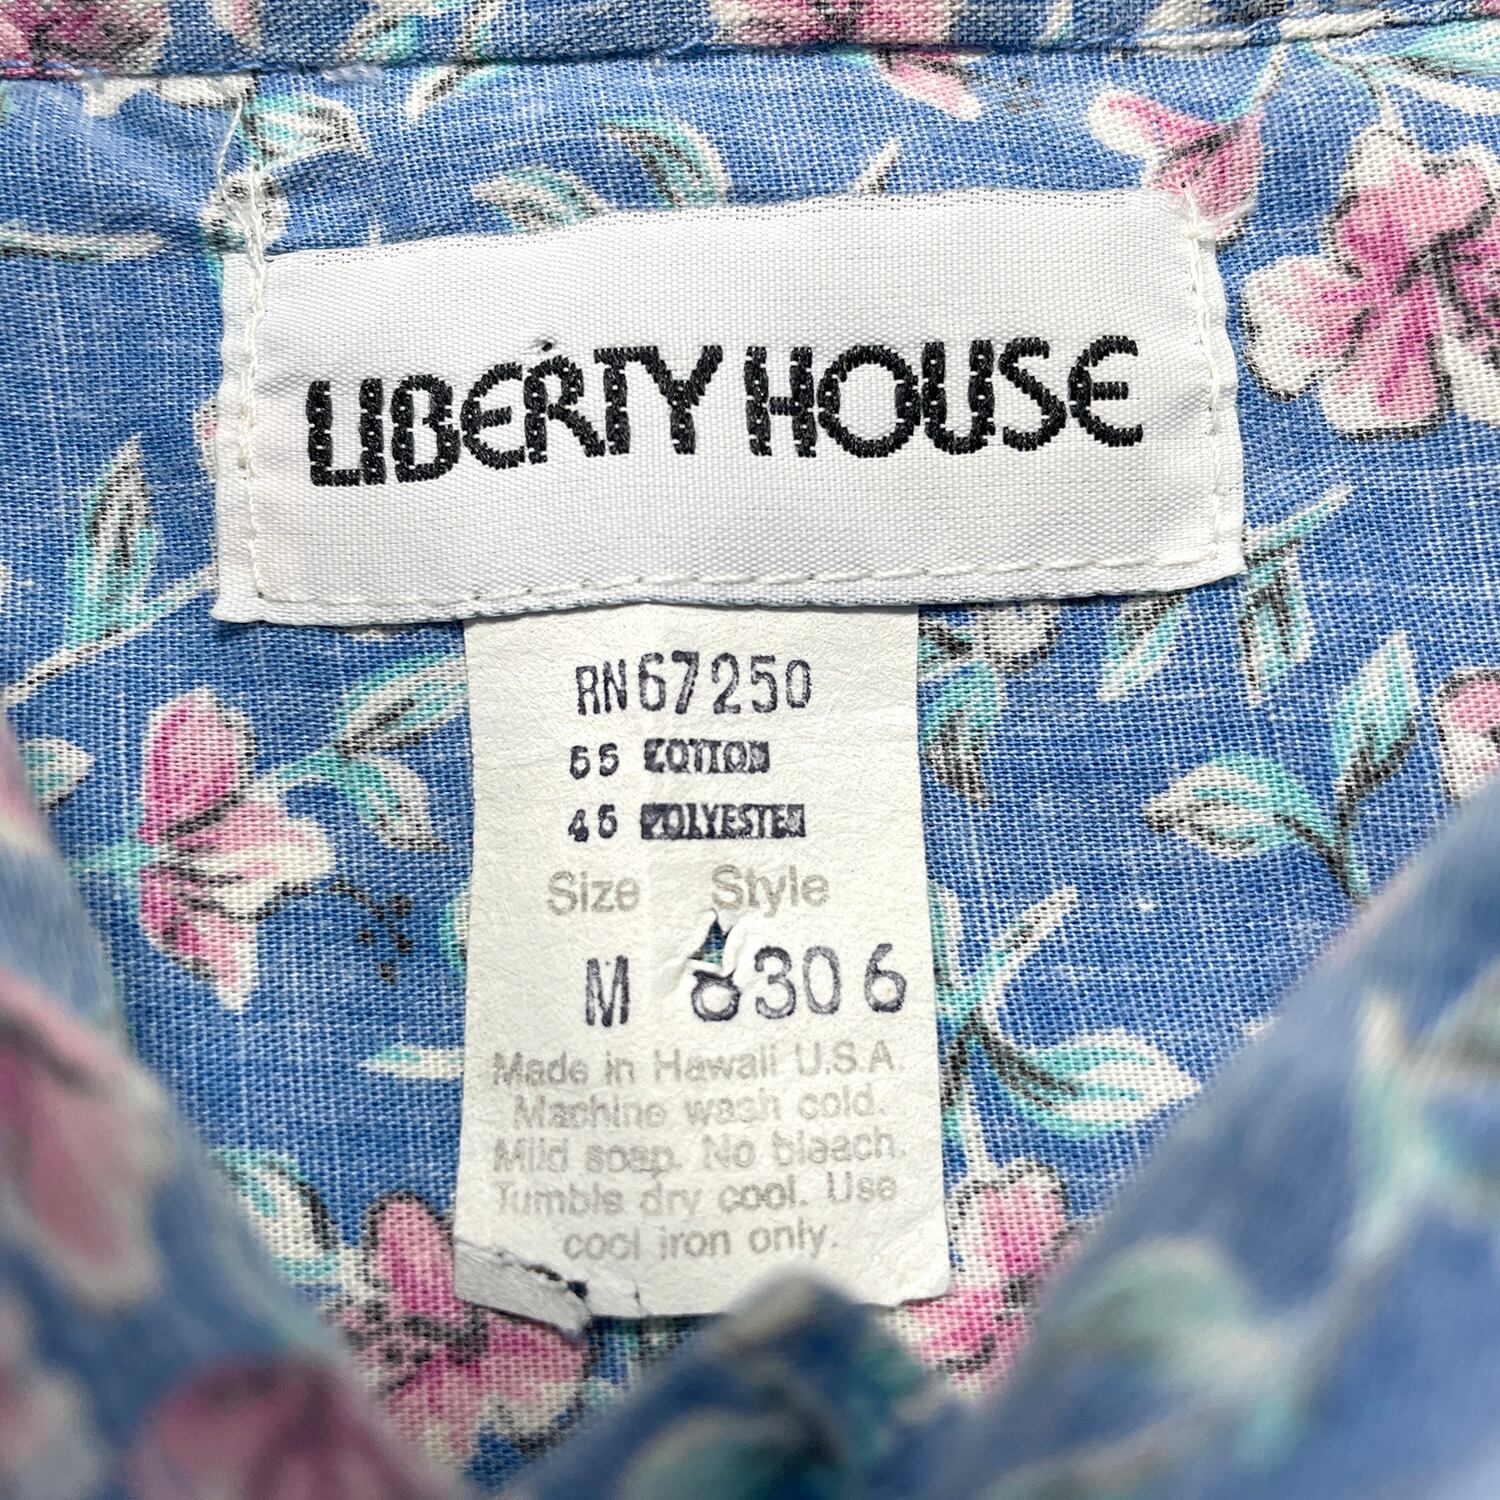 LIBERTY HOUSE
RN67250
55 COTTON
45 POLYESTER
Size Style
M 8306
Made in Hawaii U.S.A.
Machine wash cold.
Mild soap. No bleach.
Tumble dry cool. Use
cool iron only.